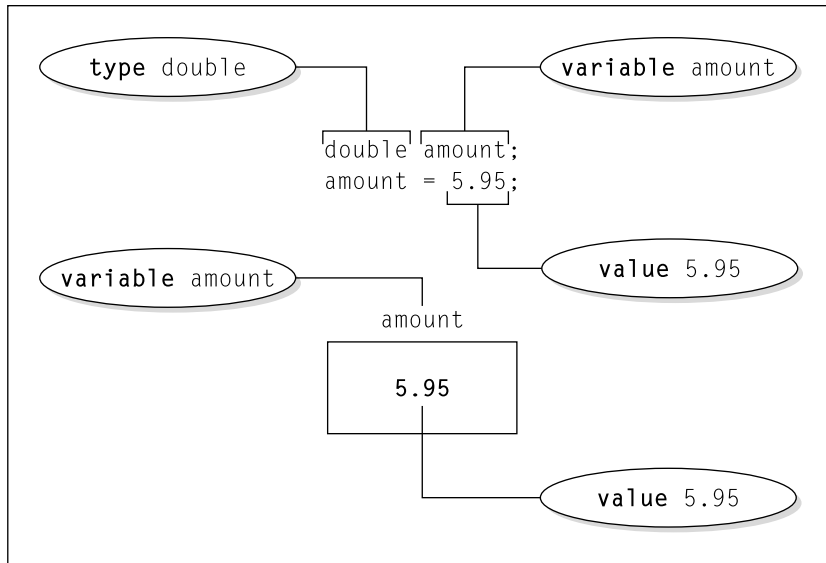 type double
variable amount
double amount;
amount = 5.95;
variable amount
value 5.95
amount
5.95
value 5.95